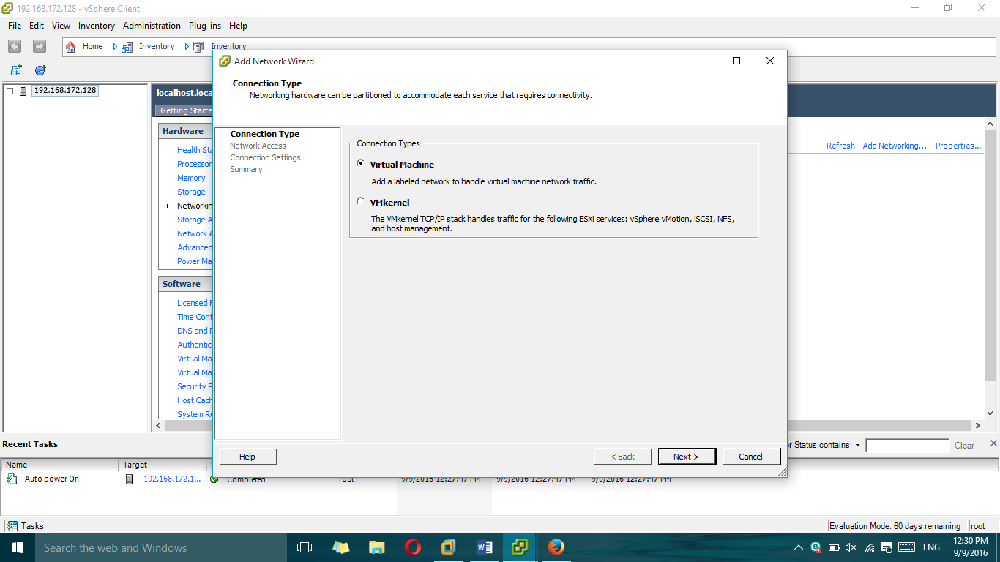 192.168.172.128 - vSphere Client
File Edit View Inventory Administration Plug-ins Help
Home Inventory Inventory
192.168.172.128
localhost.loca
Getting Starte
Hardware
Health Sta
Processor
Memory
Storage
Networkin
Storage A
Network A
Advanced
Power Ma
Software
Licensed F
Time Conf
DNS and R
Authentica
Virtual Ma
Virtual Ma
Security P
Host Cach
System Re
Refresh Add Networking... Properties...
Add Network Wizard
Connection Type
Networking hardware can be partitioned to accommodate each service that requires connectivity.
Connection Type
Network Access
Connection Settings
Summary
Connection Types
Virtual Machine
Add a labeled network to handle virtual machine network traffic.
VMkernel
The VMkernel TCP/IP stack handles traffic for the following ESXi services: vSphere vMotion, iSCSI, NFS,
and host management.
Help < Back Next > Cancel
Recent Tasks
or Status contains: Clear
Name Target S
Auto power On 192.168.172.1... Completed root 9/9/2016 12:27:47 PM 9/9/2016 12:27:47 PM 9/9/2016 12:27:47 PM
Tasks Evaluation Mode: 60 days remaining root
Search the web and Windows
ENG
12:30 PM
9/9/2016